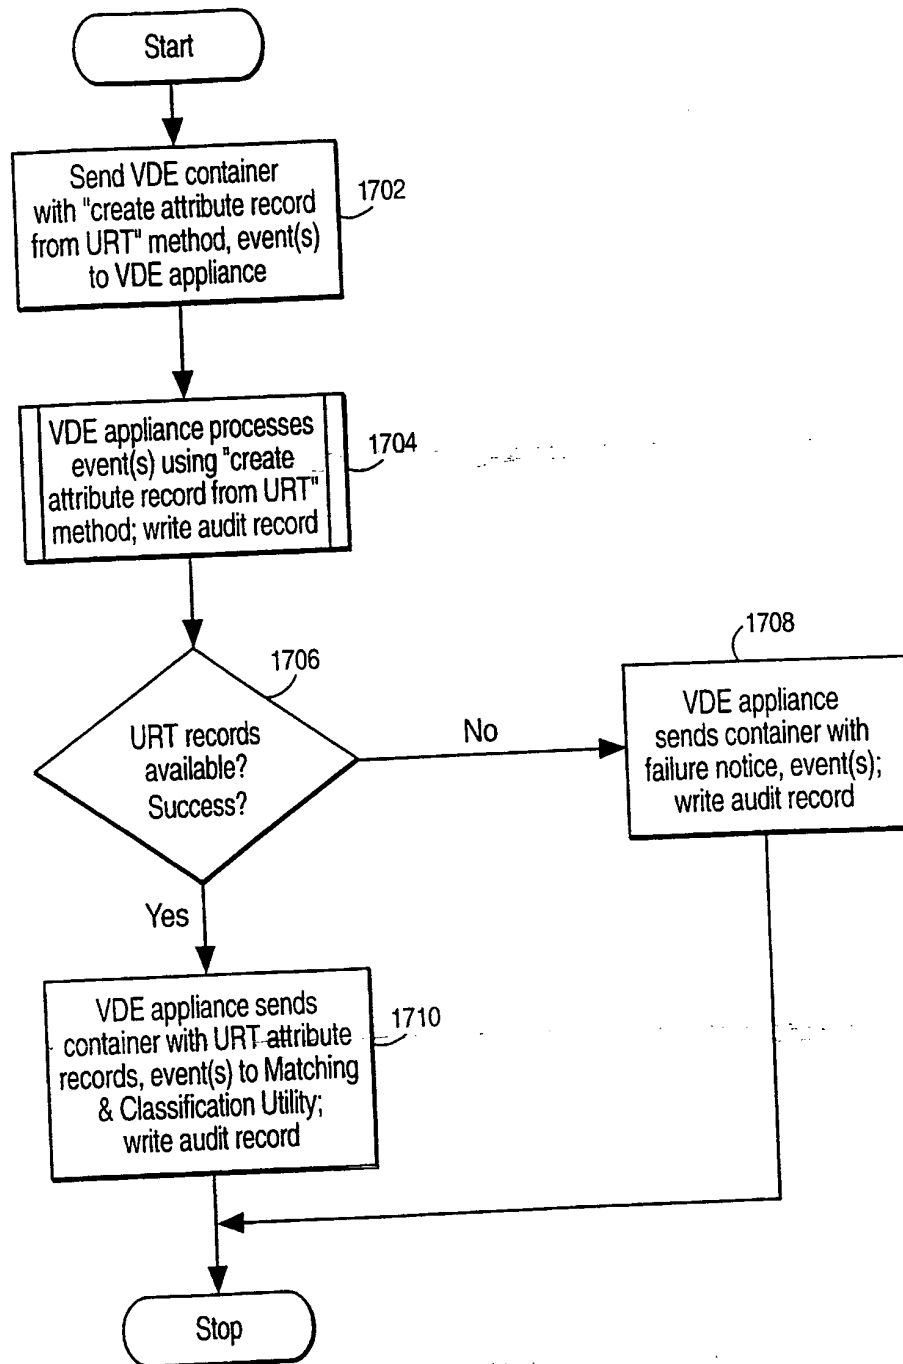 Start
Send VDE container
with "create attribute record
from URT" method, event(s)
to VDE appliance
1702
VDE appliance processes
event(s) using "create
attribute record from URT"
method; write audit record
1704
URT records
available?
Success?
1706
No
VDE appliance
sends container with
failure notice, event(s);
write audit record
1708
Yes
VDE appliance sends
container with URT attribute
records, event(s) to Matching
& Classification Utility;
write audit record
1710
Stop